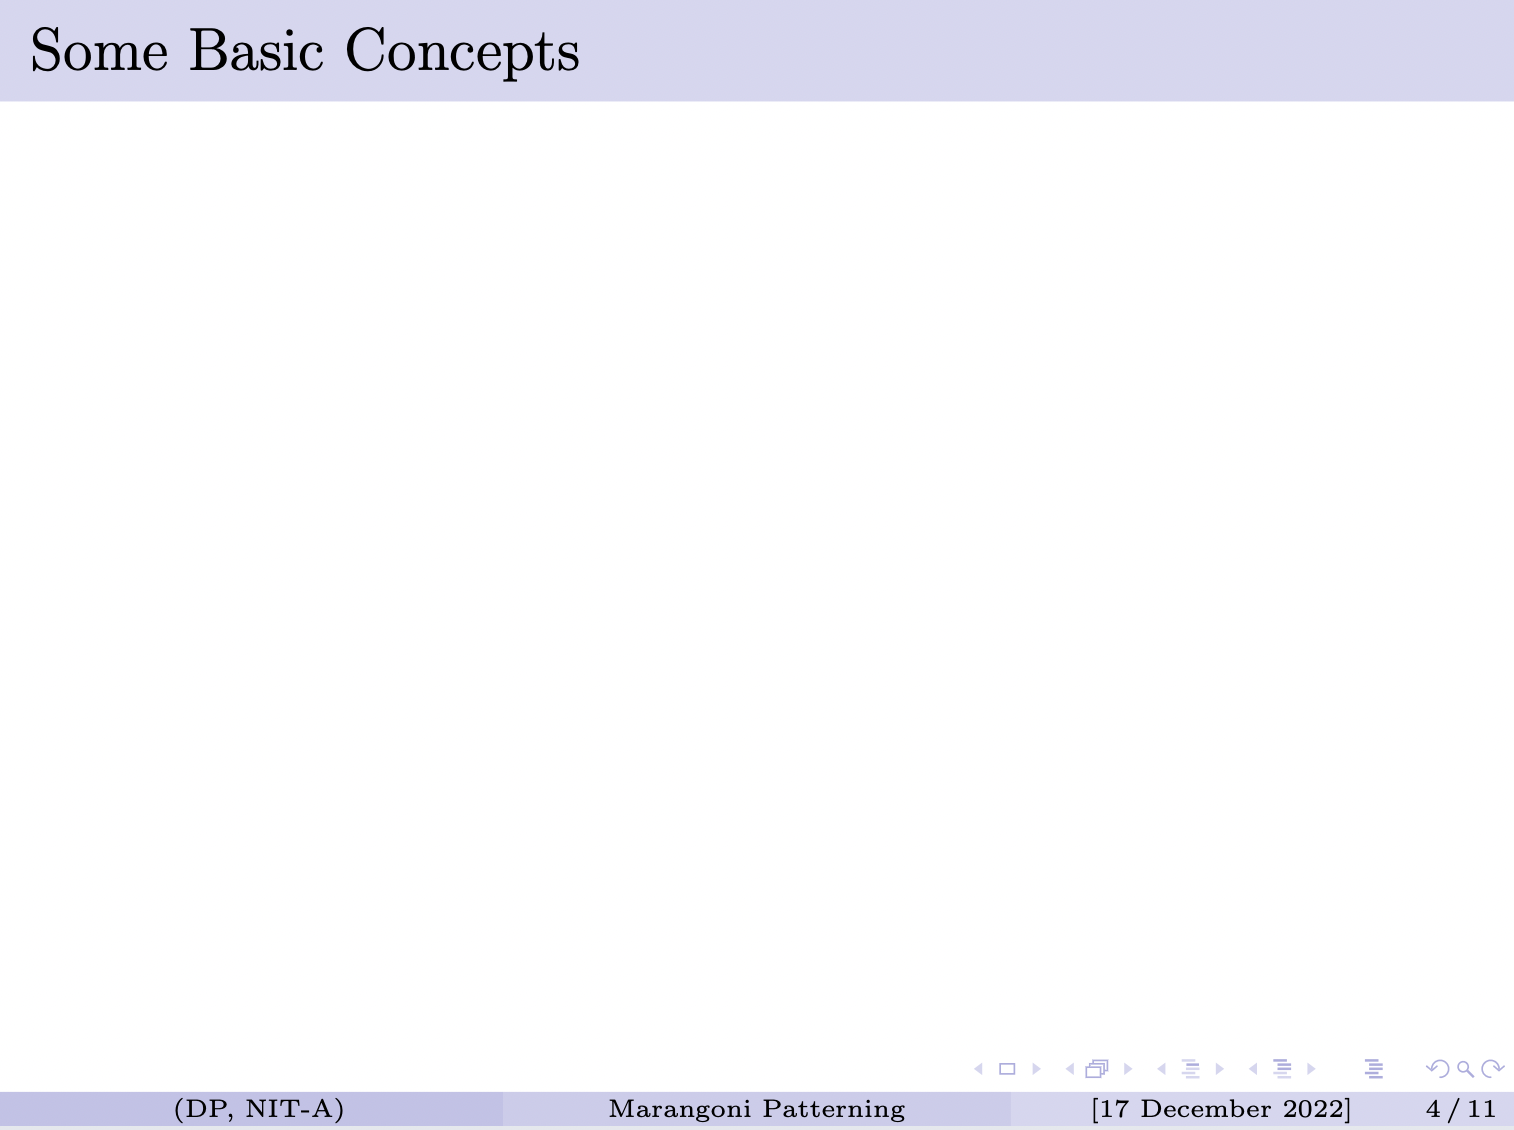 Some Basic Concepts
(DP, NIT-A) Marangoni Patterning [17 December 2022] 4 / 11